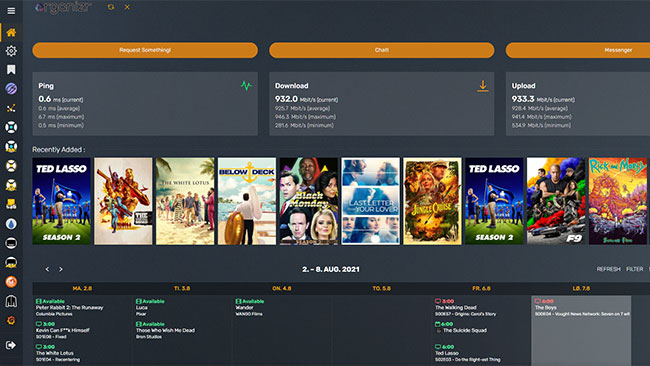 organizr
Request Something!
Chat!
Messenger
Ping
0.6 ms (current)
0.6 ms (average)
6.7 ms (maximum)
0.5 ms (minimum)
Download
932.0 Mbit/s (current)
925.7 Mbit/s (average)
946.3 Mbit/s (maximum)
281.6 Mbit/s (minimum)
Upload
933.3 Mbit/s (current)
928.4 Mbit/s (average)
941.4 Mbit/s (maximum)
534.9 Mbit/s (minimum)
Recently Added :
TED LASSO
SEASON 2
THE WHITE LOTUS
BELOW DECK
Black Monday
LAST LETTER
FROM YOUR LOVER
JUNGLE CRUISE
TED LASSO
SEASON 2
F9
RICK AND MORTY
2. – 8. AUG. 2021
REFRESH
FILTER
MA. 2.8
TI. 3.8
ON. 4.8
TO. 5.8
FR. 6.8
LØ. 7.8
Available
Peter Rabbit 2: The Runaway
Columbia Pictures
3:00
Kevin Can F**k Himself
S01E08 - Fixed
3:00
The White Lotus
S01E04 - Recentering
Available
Luca
Pixar
Available
Those Who Wish Me Dead
Bron Studios
Available
Wander
WANGO Films
3:00
The Walking Dead
S00E57 - Origins: Carol's Story
6:00
The Suicide Squad
6:00
Ted Lasso
S02E03 - Do the Right-est Thing
6:00
The Boys
S00E04 - Vought News Network: Seven on 7 wi